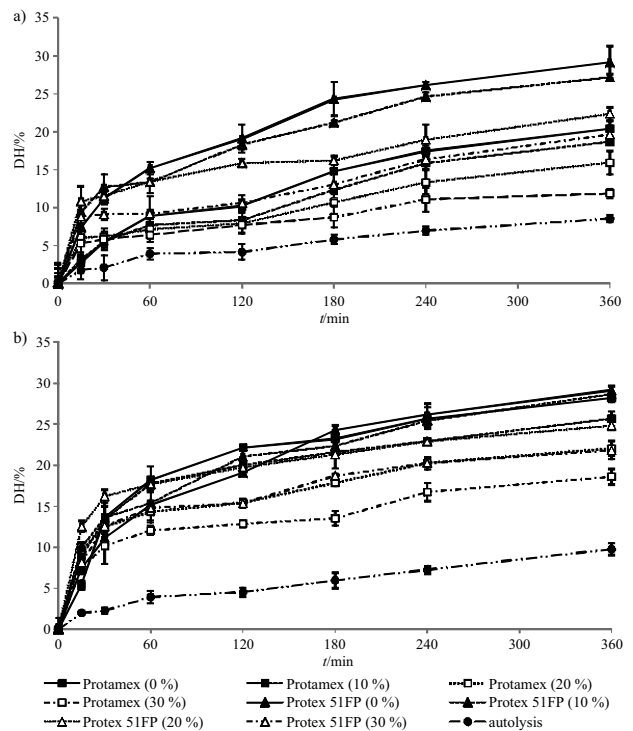 a)
35
30
25
20
15
10
5
0
DH/%
0 60 120 180 240 300 360
t/min
b)
35
30
25
20
15
10
5
0
DH/%
0 60 120 180 240 300 360
t/min
Protamex (0 %) Protamex (10 %) Protamex (20 %)
Protamex (30 %) Protex 51FP (0 %) Protex 51FP (10 %)
Protex 51FP (20 %) Protex 51FP (30 %) autolysis